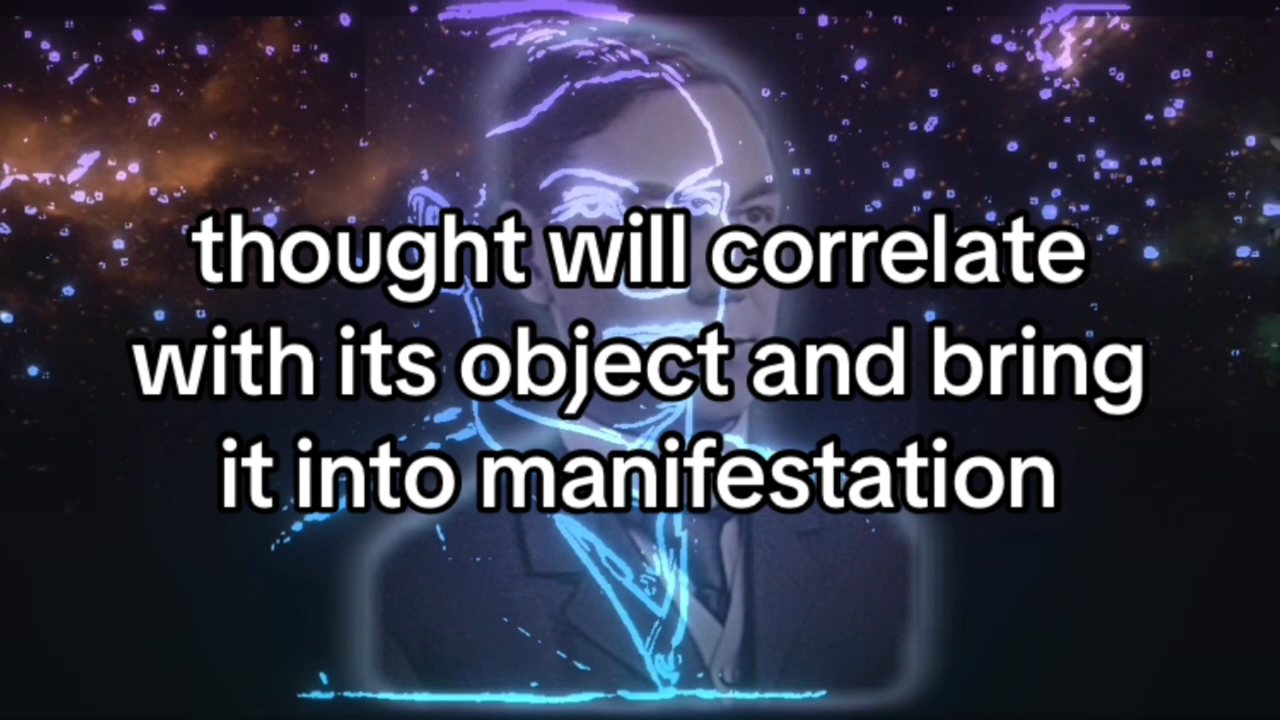 thought will correlate
with its object and bring
it into manifestation